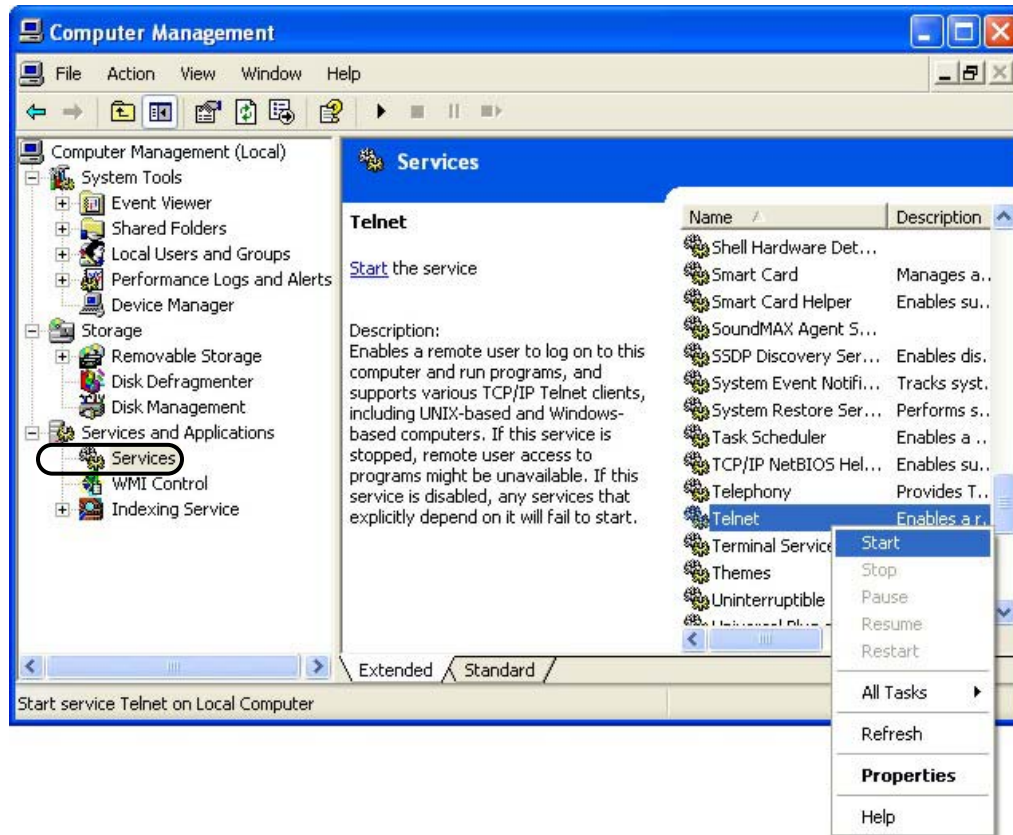 Computer Management
File Action View Window Help
Computer Management (Local)
System Tools
Event Viewer
Shared Folders
Local Users and Groups
Performance Logs and Alerts
Device Manager
Storage
Removable Storage
Disk Defragmenter
Disk Management
Services and Applications
Services
WMI Control
Indexing Service
Services
Telnet
Start the service
Description:
Enables a remote user to log on to this
computer and run programs, and
supports various TCP/IP Telnet clients,
including UNIX-based and Windows-
based computers. If this service is
stopped, remote user access to
programs might be unavailable. If this
service is disabled, any services that
explicitly depend on it will fail to start.
Name Description
Shell Hardware Det...
Smart Card Manages a..
Smart Card Helper Enables su..
SoundMAX Agent S...
SSDP Discovery Ser... Enables dis.
System Event Notifi... Tracks syst.
System Restore Ser... Performs s..
Task Scheduler Enables a ..
TCP/IP NetBIOS Hel... Enables su..
Telephony Provides T..
Telnet Enables a r.
Terminal Service
Themes
Uninterruptible
Start
Stop
Pause
Resume
Restart
All Tasks
Refresh
Properties
Help
Extended Standard
Start service Telnet on Local Computer